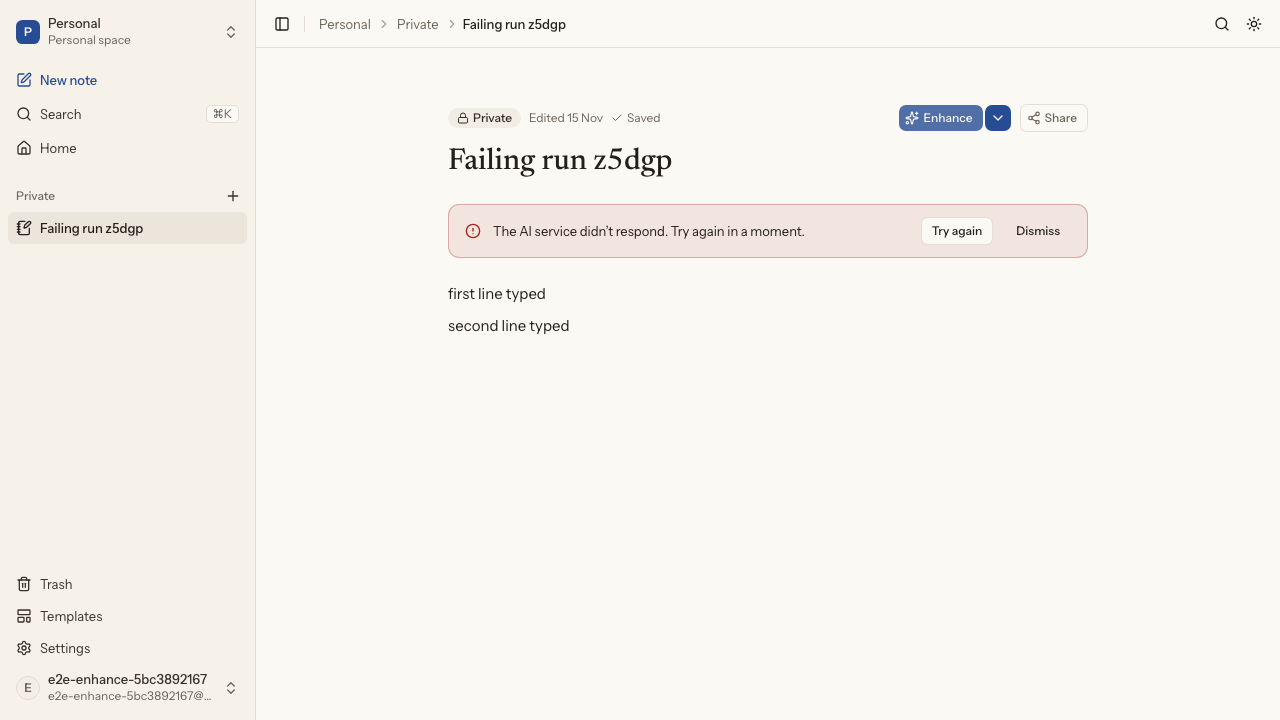 P
Personal
Personal space
New note
Search ⌘K
Home
Private
Failing run z5dgp
Trash
Templates
Settings
E
e2e-enhance-5bc3892167
e2e-enhance-5bc3892167@...
Personal > Private > Failing run z5dgp
Private Edited 15 Nov Saved
Enhance
Share
Failing run z5dgp
The AI service didn't respond. Try again in a moment.
Try again
Dismiss
first line typed
second line typed